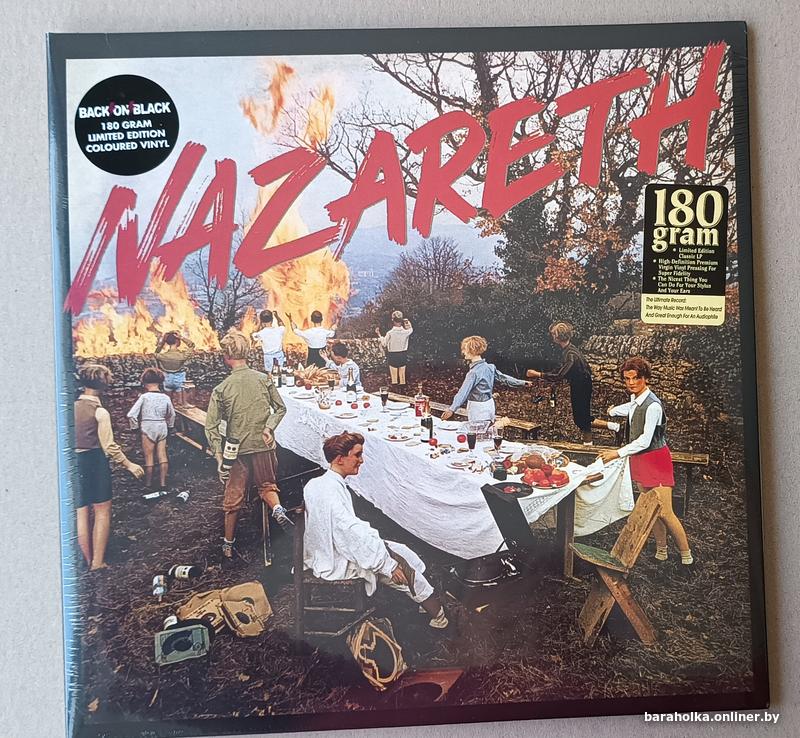 BACK ON BLACK
180 GRAM
LIMITED EDITION
COLOURED VINYL
NAZARETH
180
gram
• Limited Edition
Classic LP
• High-Definition Premium
Virgin Vinyl Pressing For
Super Fidelity
• The Nicest Thing You
Can Do For Your Stylus
And Your Ears
The Ultimate Record:
The Way Music Was Meant To Be Heard
And Great Enough For An Audiophile
baraholka.onliner.by